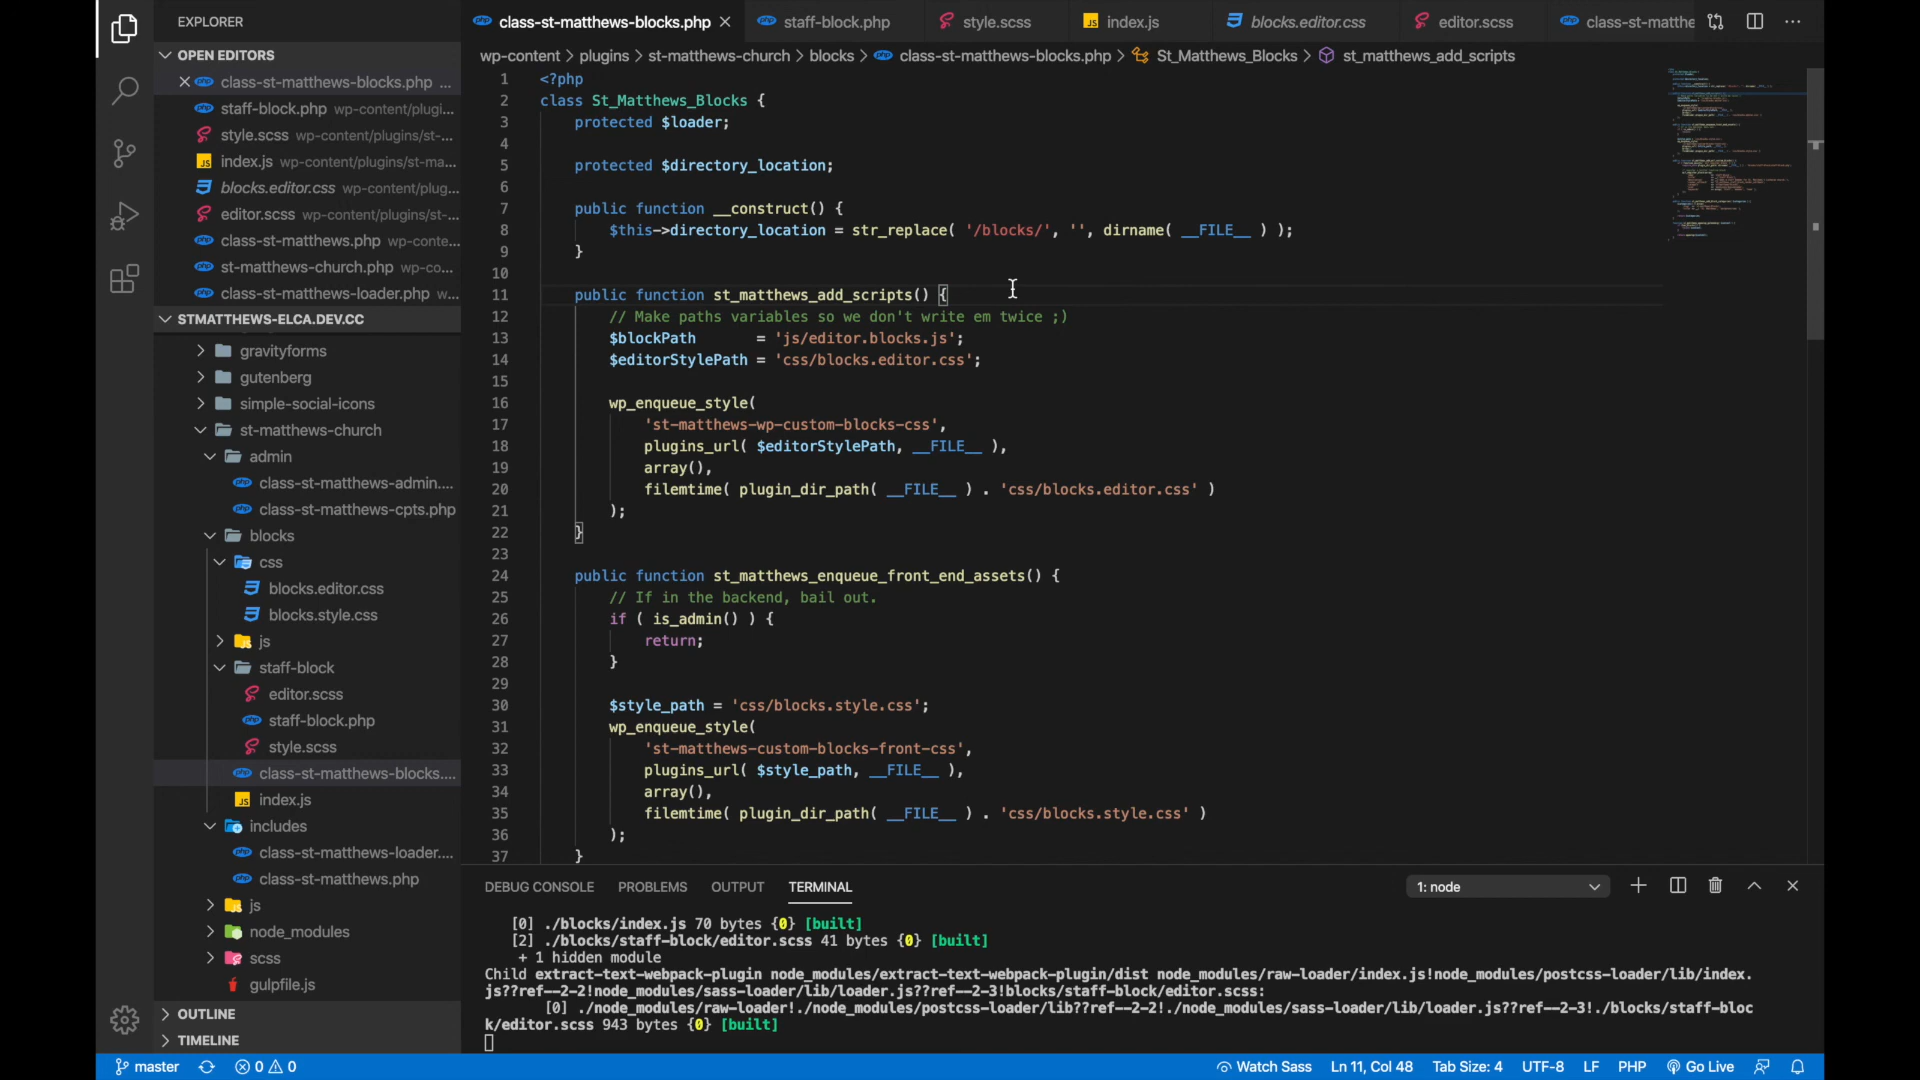 EXPLORER
OPEN EDITORS
class-st-matthews-blocks.php ...
staff-block.php wp-content/plugi...
style.scss wp-content/plugins/st-...
index.js wp-content/plugins/st-ma...
blocks.editor.css wp-content/plug...
editor.scss wp-content/plugins/st-...
class-st-matthews.php wp-conte...
st-matthews-church.php wp-co...
class-st-matthews-loader.php w...
STMATTHEWS-ELCA.DEV.CC
gravityforms
gutenberg
simple-social-icons
st-matthews-church
admin
class-st-matthews-admin....
class-st-matthews-cpts.php
blocks
css
blocks.editor.css
blocks.style.css
js
staff-block
editor.scss
staff-block.php
style.scss
class-st-matthews-blocks....
index.js
includes
class-st-matthews-loader....
class-st-matthews.php
js
node_modules
scss
gulpfile.js
OUTLINE
TIMELINE
class-st-matthews-blocks.php staff-block.php style.scss index.js blocks.editor.css editor.scss class-st-matthe
wp-content > plugins > st-matthews-church > blocks > class-st-matthews-blocks.php > St_Matthews_Blocks > st_matthews_add_scripts
1 <?php
2 class St_Matthews_Blocks {
3 protected $loader;
4
5 protected $directory_location;
6
7 public function __construct() {
8 $this->directory_location = str_replace( '/blocks/', '', dirname( __FILE__ ) );
9 }
10
11 public function st_matthews_add_scripts() {
12 // Make paths variables so we don't write em twice ;)
13 $blockPath = 'js/editor.blocks.js';
14 $editorStylePath = 'css/blocks.editor.css';
15
16 wp_enqueue_style(
17 'st-matthews-wp-custom-blocks-css',
18 plugins_url( $editorStylePath, __FILE__ ),
19 array(),
20 filemtime( plugin_dir_path( __FILE__ ) . 'css/blocks.editor.css' )
21 );
22 }
23
24 public function st_matthews_enqueue_front_end_assets() {
25 // If in the backend, bail out.
26 if ( is_admin() ) {
27 return;
28 }
29
30 $style_path = 'css/blocks.style.css';
31 wp_enqueue_style(
32 'st-matthews-custom-blocks-front-css',
33 plugins_url( $style_path, __FILE__ ),
34 array(),
35 filemtime( plugin_dir_path( __FILE__ ) . 'css/blocks.style.css' )
36 );
37 }
DEBUG CONSOLE PROBLEMS OUTPUT TERMINAL 1: node
[0] ./blocks/index.js 70 bytes {0} [built]
[2] ./blocks/staff-block/editor.scss 41 bytes {0} [built]
+ 1 hidden module
Child extract-text-webpack-plugin node_modules/extract-text-webpack-plugin/dist node_modules/raw-loader/index.js!node_modules/postcss-loader/lib/index.
js??ref--2-2!node_modules/sass-loader/lib/loader.js??ref--2-3!blocks/staff-block/editor.scss:
[0] ./node_modules/raw-loader!./node_modules/postcss-loader/lib??ref--2-2!./node_modules/sass-loader/lib/loader.js??ref--2-3!./blocks/staff-bloc
k/editor.scss 943 bytes {0} [built]
master 0 0 Watch Sass Ln 11, Col 48 Tab Size: 4 UTF-8 LF PHP Go Live